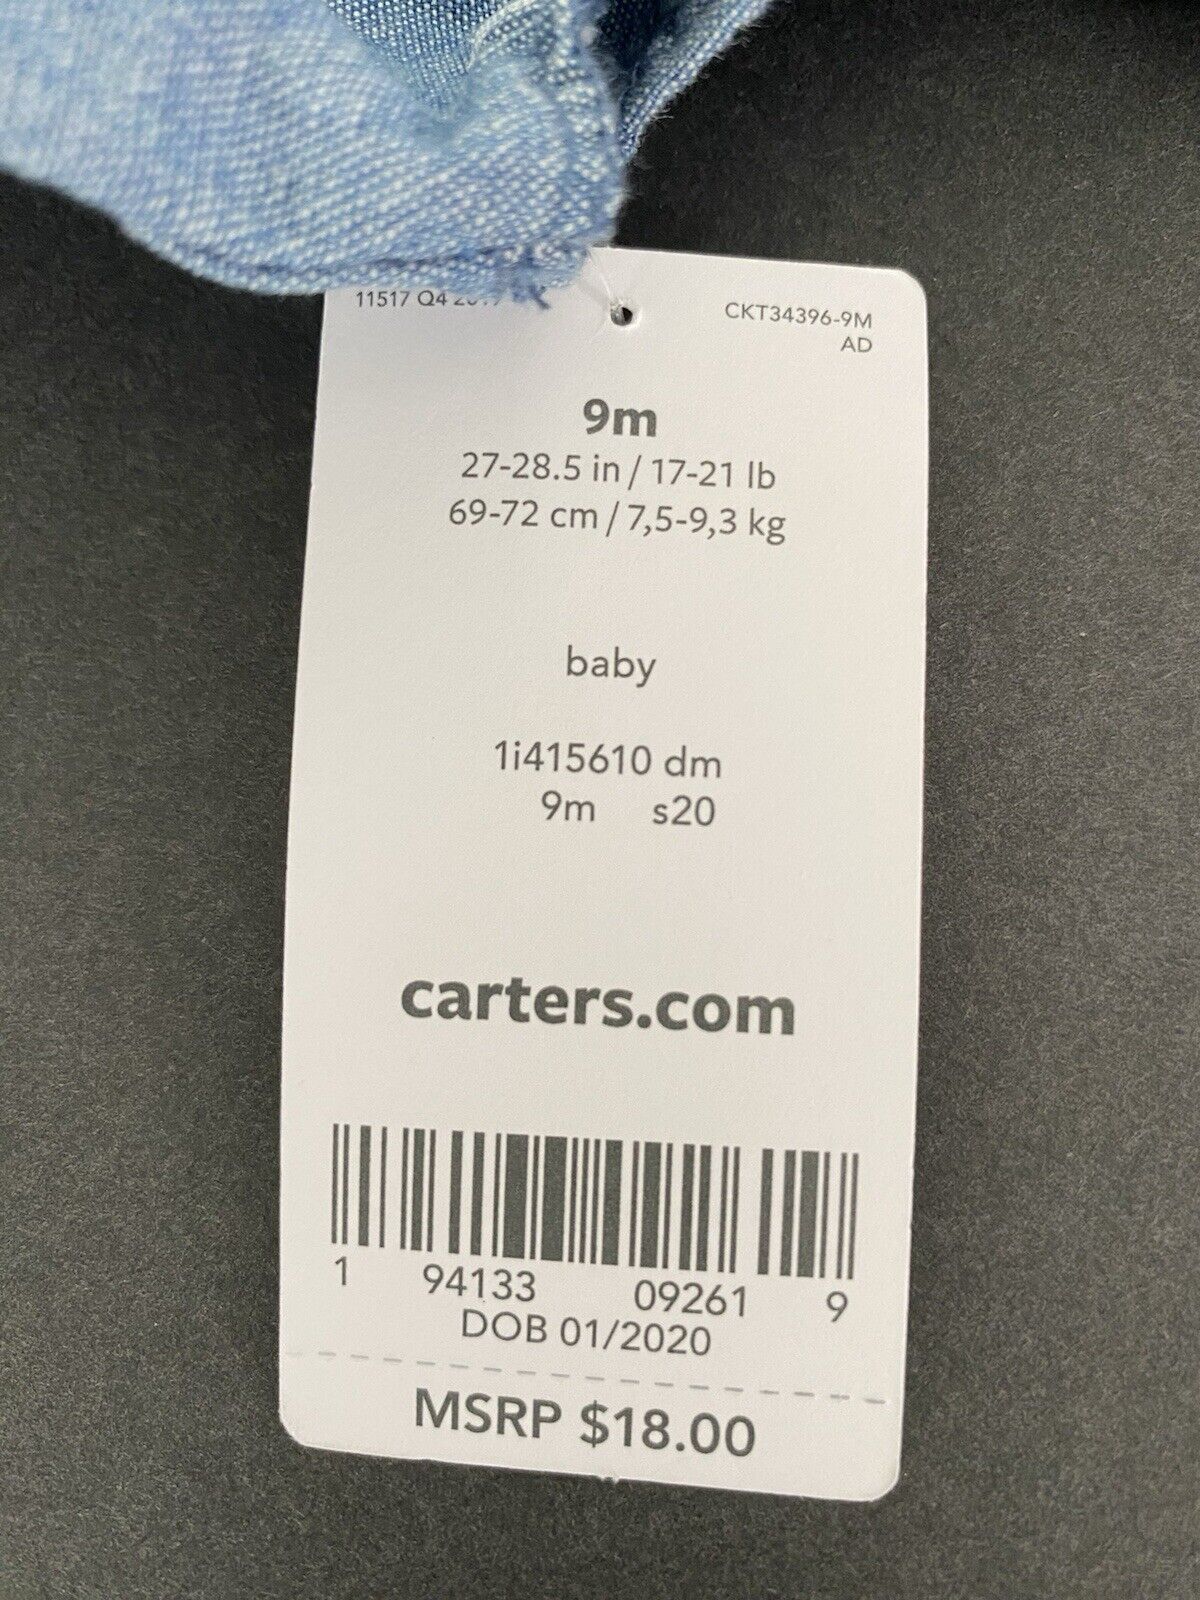 11517 Q4
CKT34396-9M
AD
9m
27-28.5 in / 17-21 lb
69-72 cm / 7,5-9,3 kg
baby
1i415610 dm
9m s20
carters.com
1 94133 09261 9
DOB 01/2020
MSRP $18.00